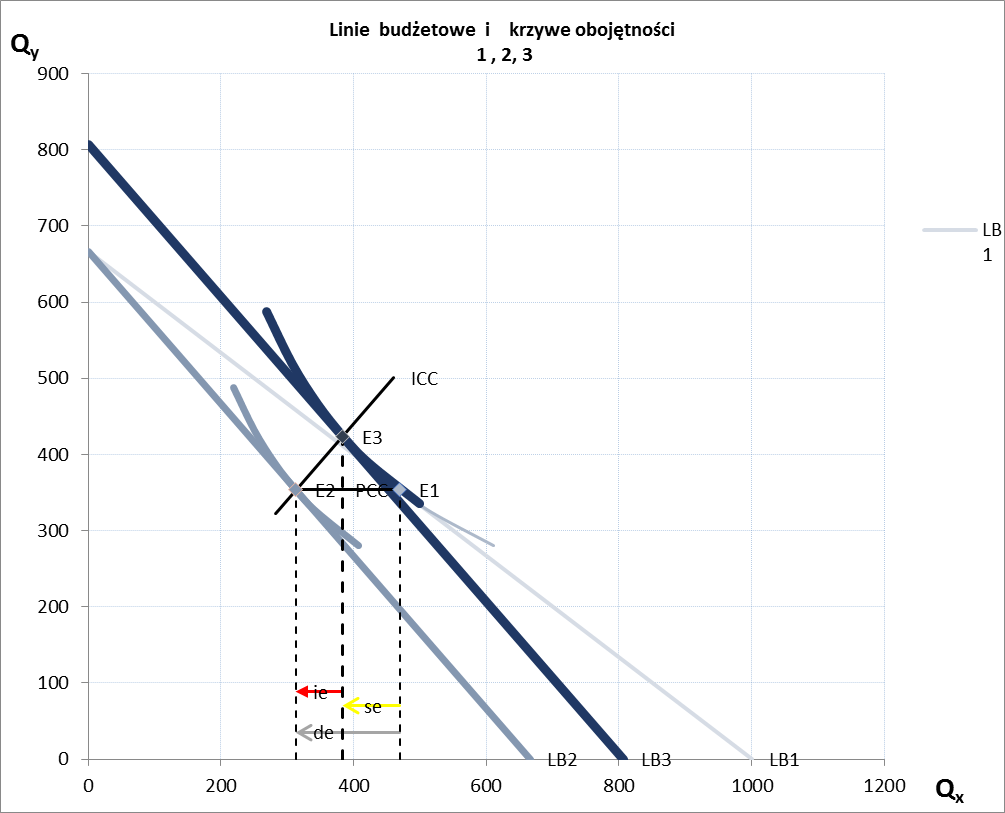 Linie budżetowe i krzywe obojętności
1 , 2, 3
Qy
900
800
700
600
500
400
300
200
100
0
LB
1
ICC
E3
E2
PCC
E1
ie
se
de
LB2
LB3
LB1
0
200
400
600
800
1000
1200
Qx